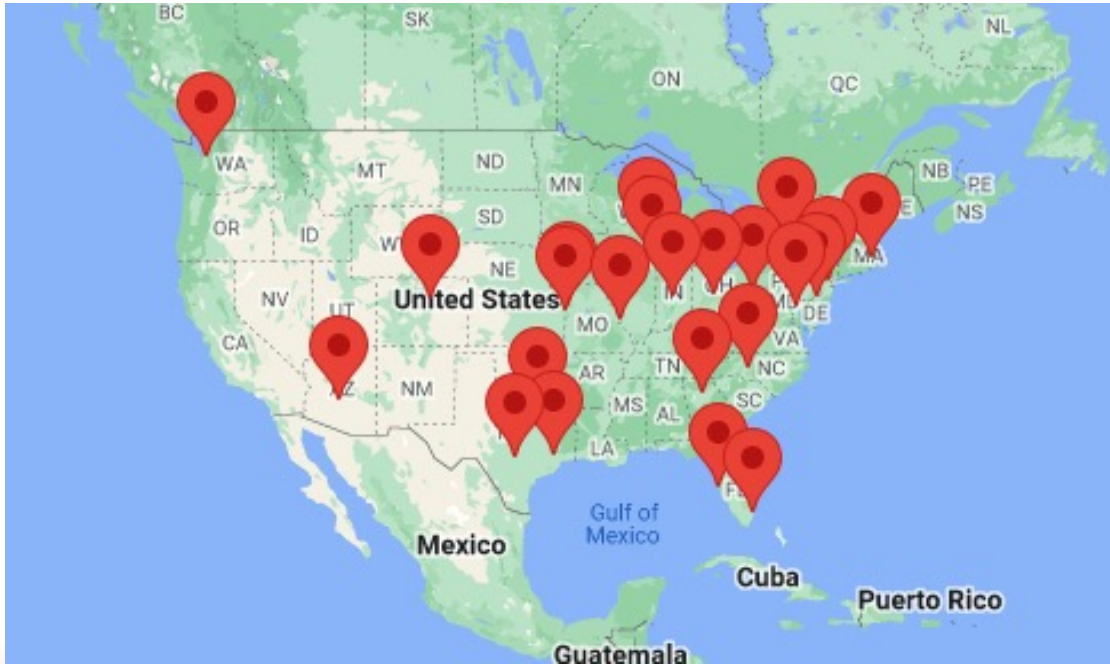 BC
SK
NL
ON
QC
WA
MT
ND
MN
NB
PE
NS
OR
ID
SD
MA
NE
IN
OH
NV
UT
United States
MO
MD
DE
CA
VA
TN
NC
AZ
NM
AR
SC
MS
AL
LA
Gulf of
Mexico
Mexico
Cuba
Puerto Rico
Guatemala